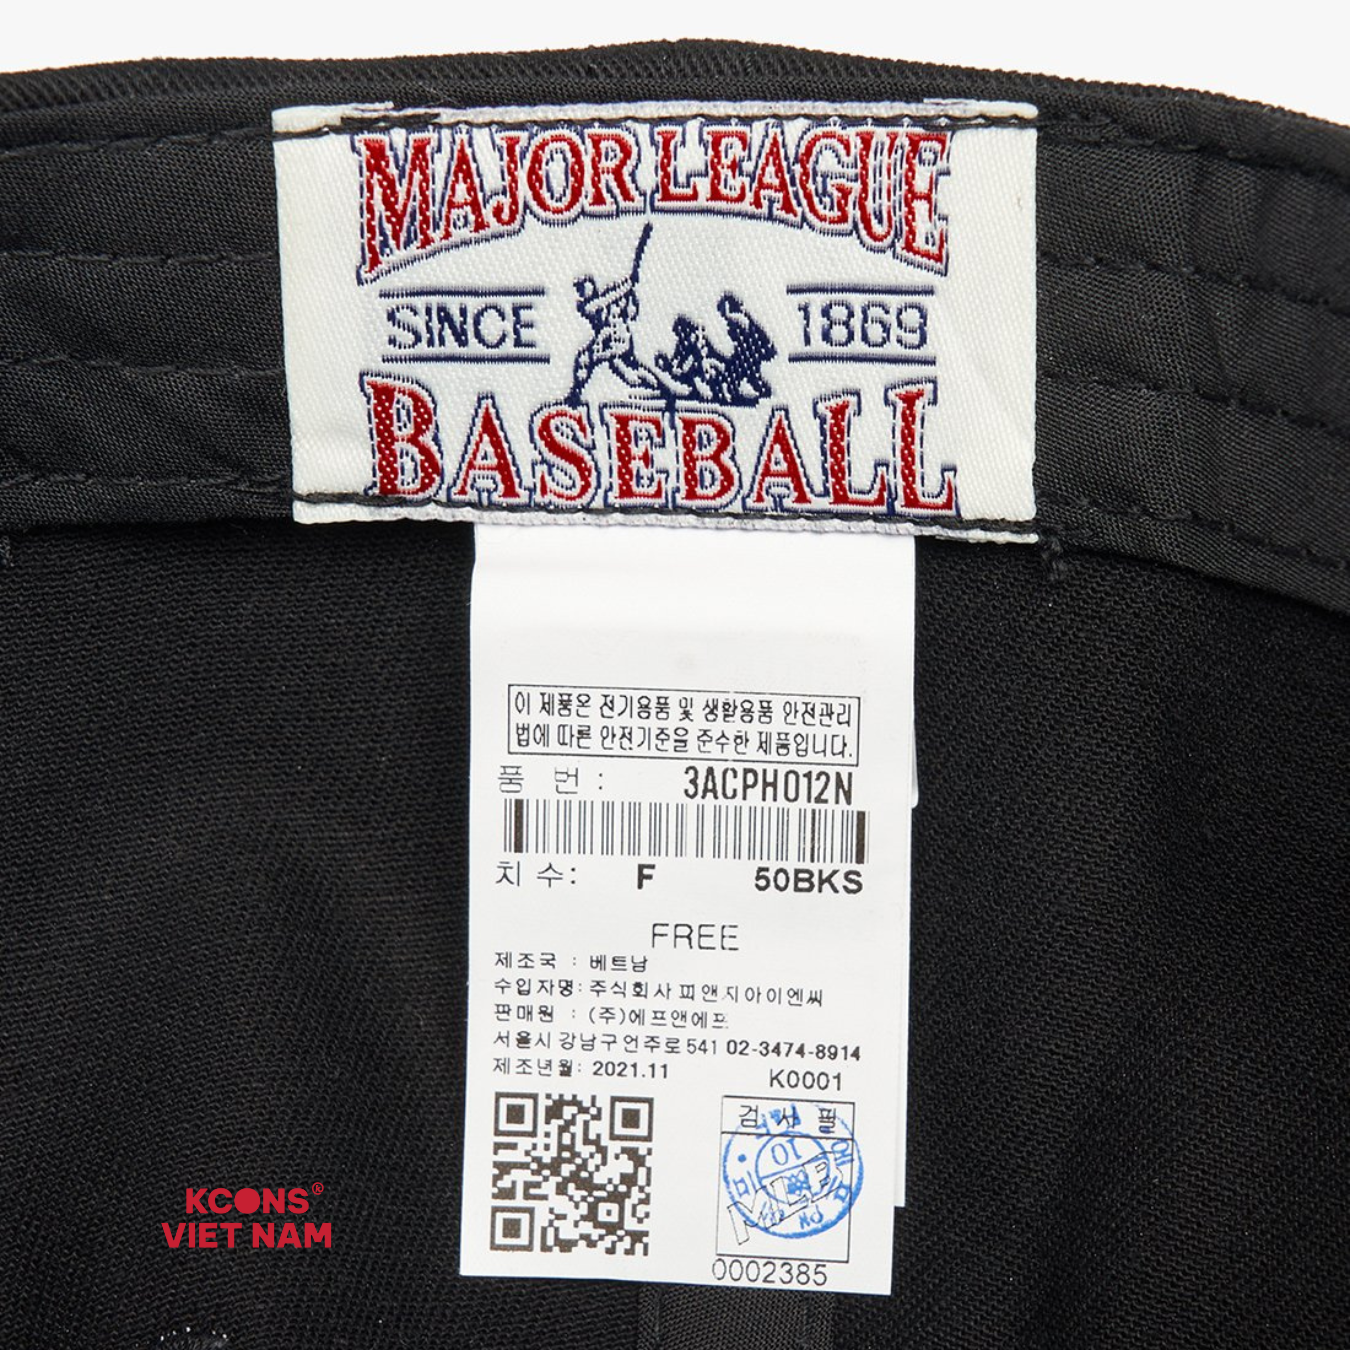 MAJOR LEAGUE
SINCE 1869
BASEBALL
이 제품은 전기용품 및 생활용품 안전관리
법에 따른 안전기준을 준수한 제품입니다.
품 번 : 3ACPH012N
치 수 : F 50BKS
FREE
제조국 : 베트남
수입자명: 주식회사 피앤지아이엔씨
판매원 : (주)에프앤에프
서울시 강남구 언주로 541 02-3474-8914
제조년월: 2021.11
K0001
검 사 필
MLB
10
0002385
KCONS®
VIET NAM